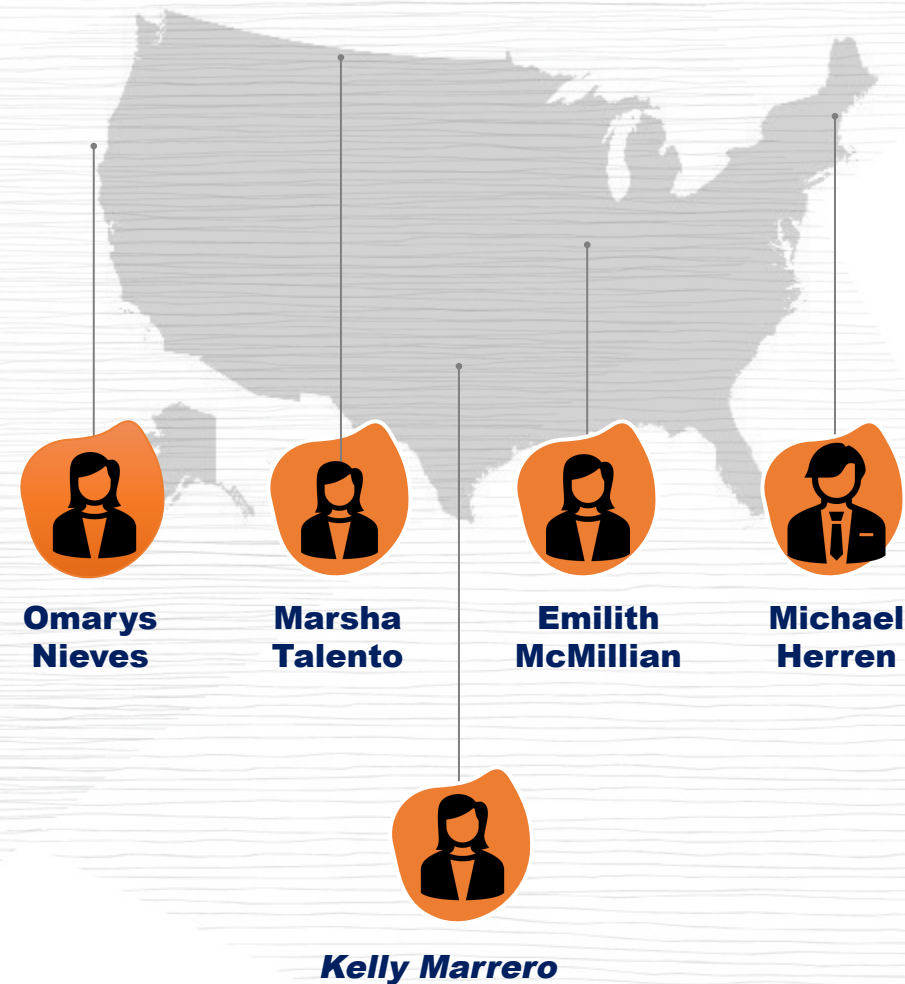 Omarys
Nieves
Marsha
Talento
Emilith
McMillian
Michael
Herren
Kelly Marrero